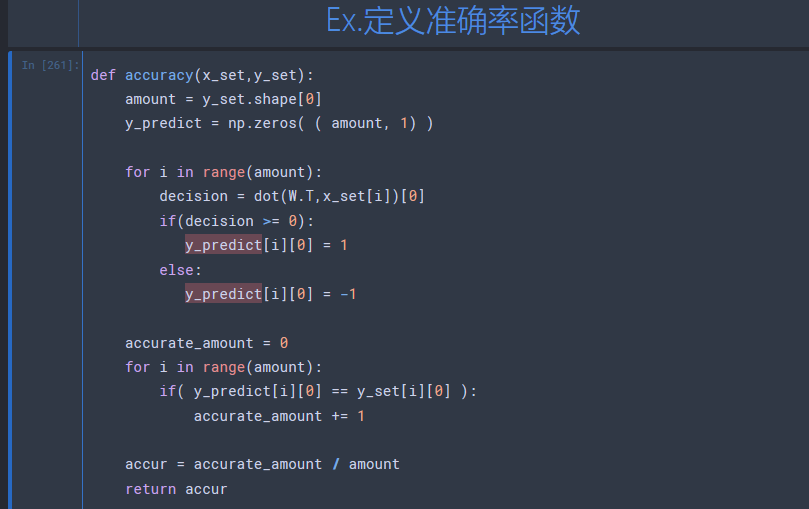 Ex.定义准确率函数
In [261]:
def accuracy(x_set,y_set):
    amount = y_set.shape[0]
    y_predict = np.zeros( ( amount, 1) )

    for i in range(amount):
        decision = dot(W.T,x_set[i])[0]
        if(decision >= 0):
           y_predict[i][0] = 1
        else:
           y_predict[i][0] = -1

    accurate_amount = 0
    for i in range(amount):
        if( y_predict[i][0] == y_set[i][0] ):
            accurate_amount += 1

    accur = accurate_amount / amount
    return accur